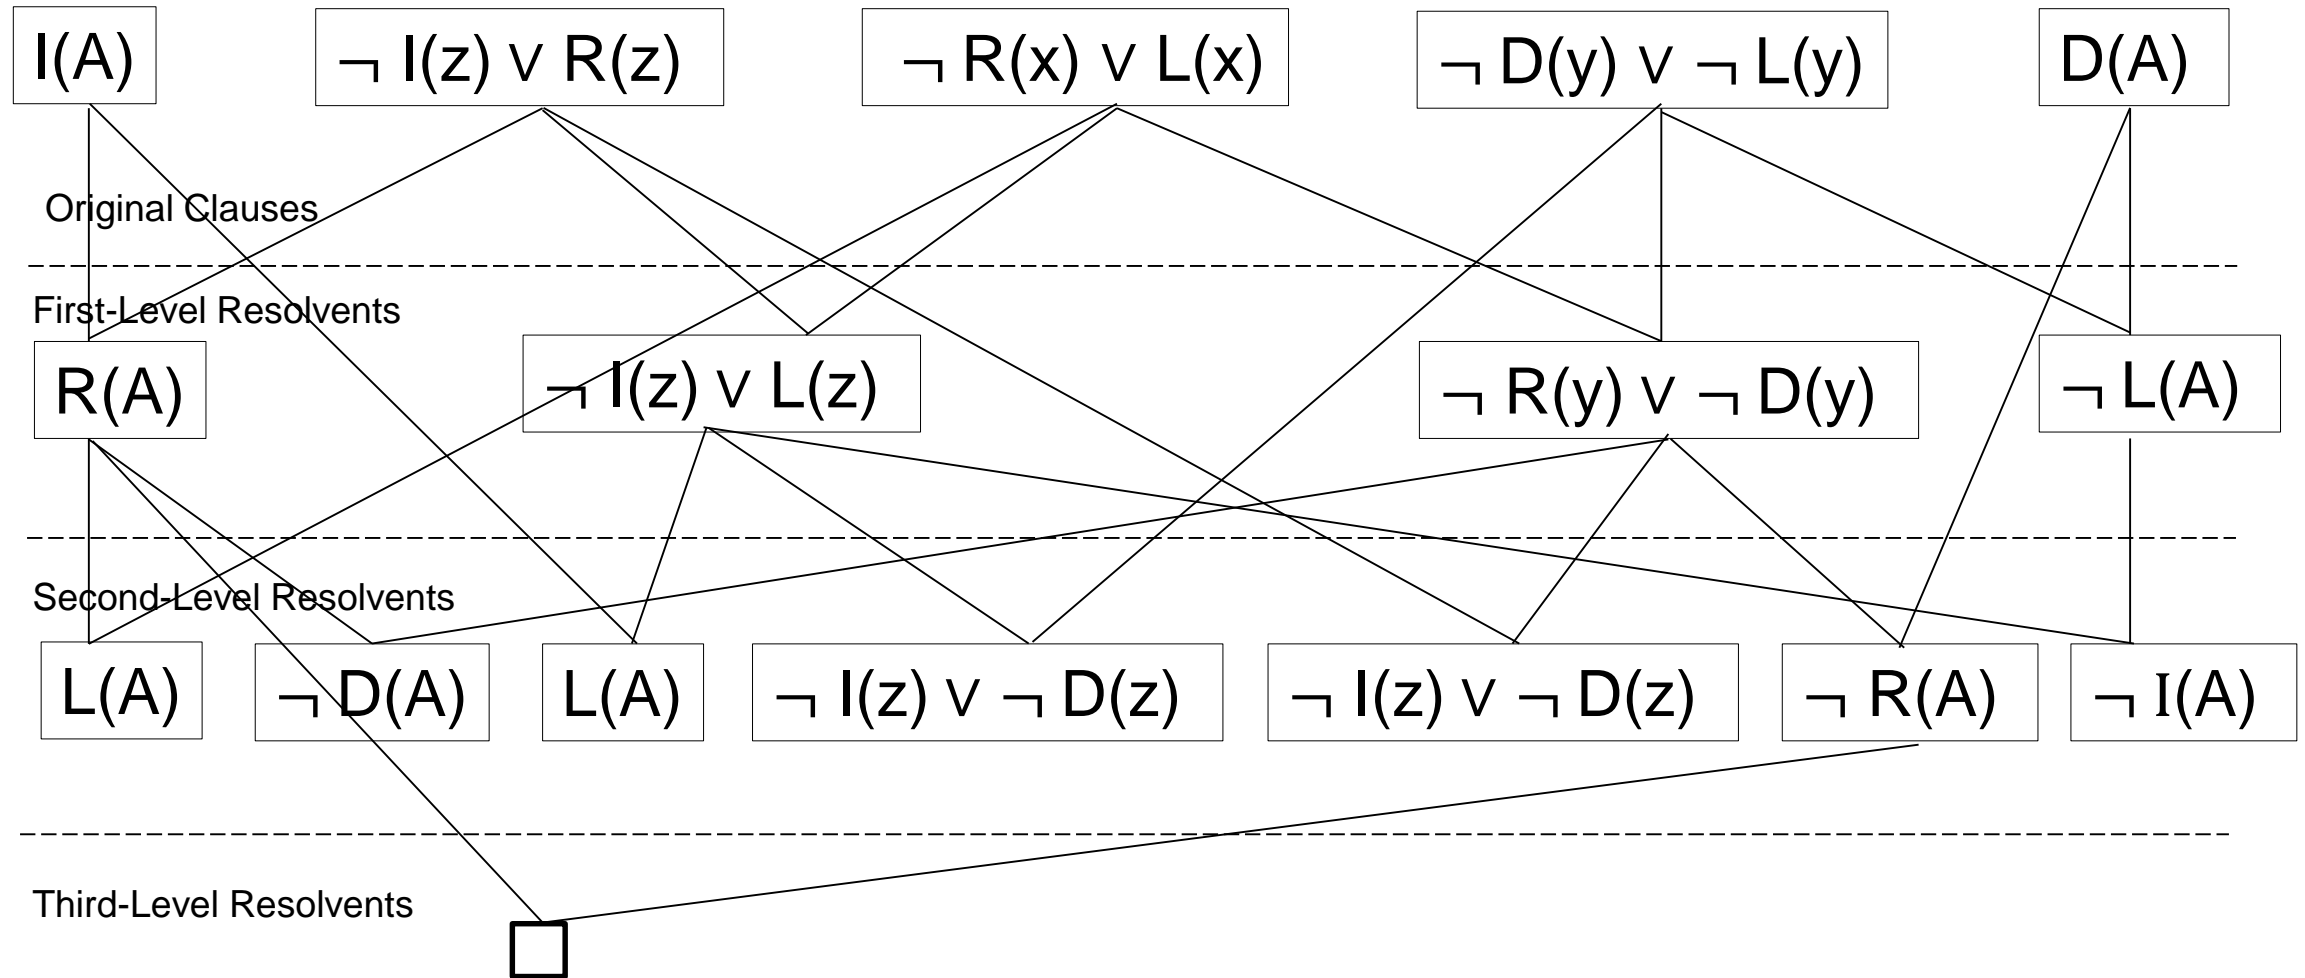 I(A) ¬ I(z) ∨ R(z) ¬ R(x) ∨ L(x) ¬ D(y) ∨ ¬ L(y) D(A)
Original Clauses
First-Level Resolvents
R(A) ¬ I(z) ∨ L(z) ¬ R(y) ∨ ¬ D(y) ¬ L(A)
Second-Level Resolvents
L(A) ¬ D(A) L(A) ¬ I(z) ∨ ¬ D(z) ¬ I(z) ∨ ¬ D(z) ¬ R(A) ¬ I(A)
Third-Level Resolvents